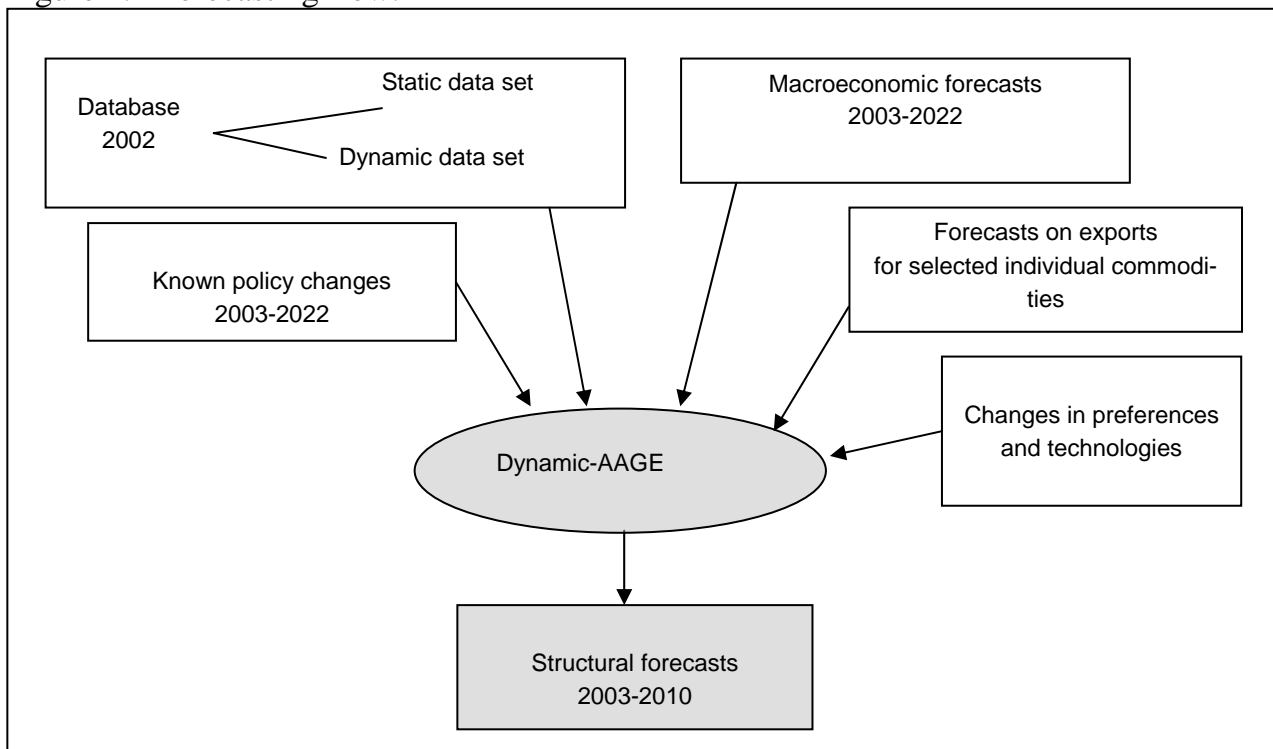 Static data set
Database
2002
Dynamic data set
Macroeconomic forecasts
2003-2022
Known policy changes
2003-2022
Forecasts on exports
for selected individual commodi-
ties
Changes in preferences
and technologies
Dynamic-AAGE
Structural forecasts
2003-2010